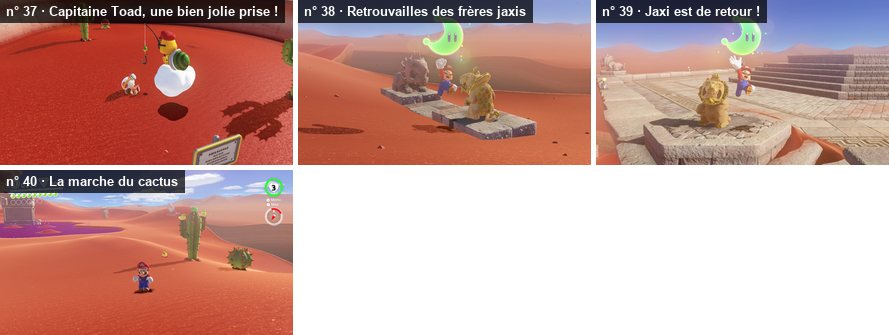 n° 37 · Capitaine Toad, une bien jolie prise !
n° 38 · Retrouvailles des frères jaxis
n° 39 · Jaxi est de retour !
n° 40 · La marche du cactus
3